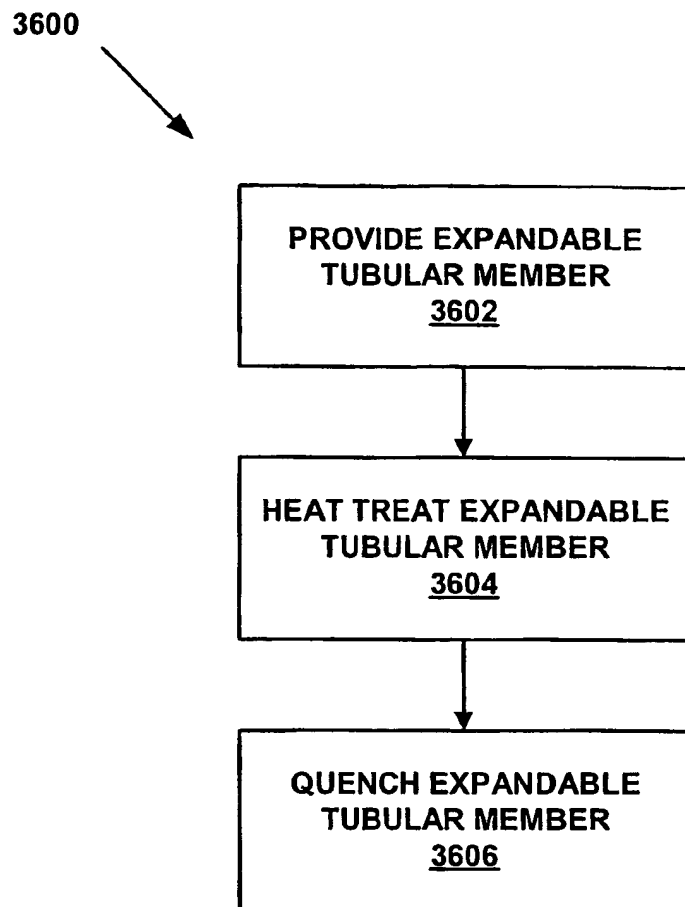 3600
PROVIDE EXPANDABLE
TUBULAR MEMBER
3602
HEAT TREAT EXPANDABLE
TUBULAR MEMBER
3604
QUENCH EXPANDABLE
TUBULAR MEMBER
3606